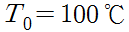 T₀ = 100 ℃